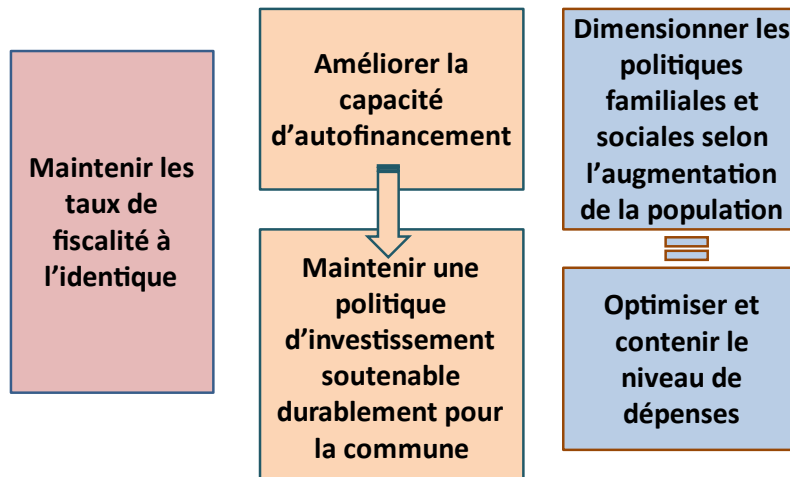 Maintenir les
taux de
fiscalité à
l’identique
Améliorer la
capacité
d’autofinancement
Maintenir une
politique
d’investissement
soutenable
durablement pour
la commune
Dimensionner les
politiques
familiales et
sociales selon
l’augmentation
de la population
Optimiser et
contenir le
niveau de
dépenses